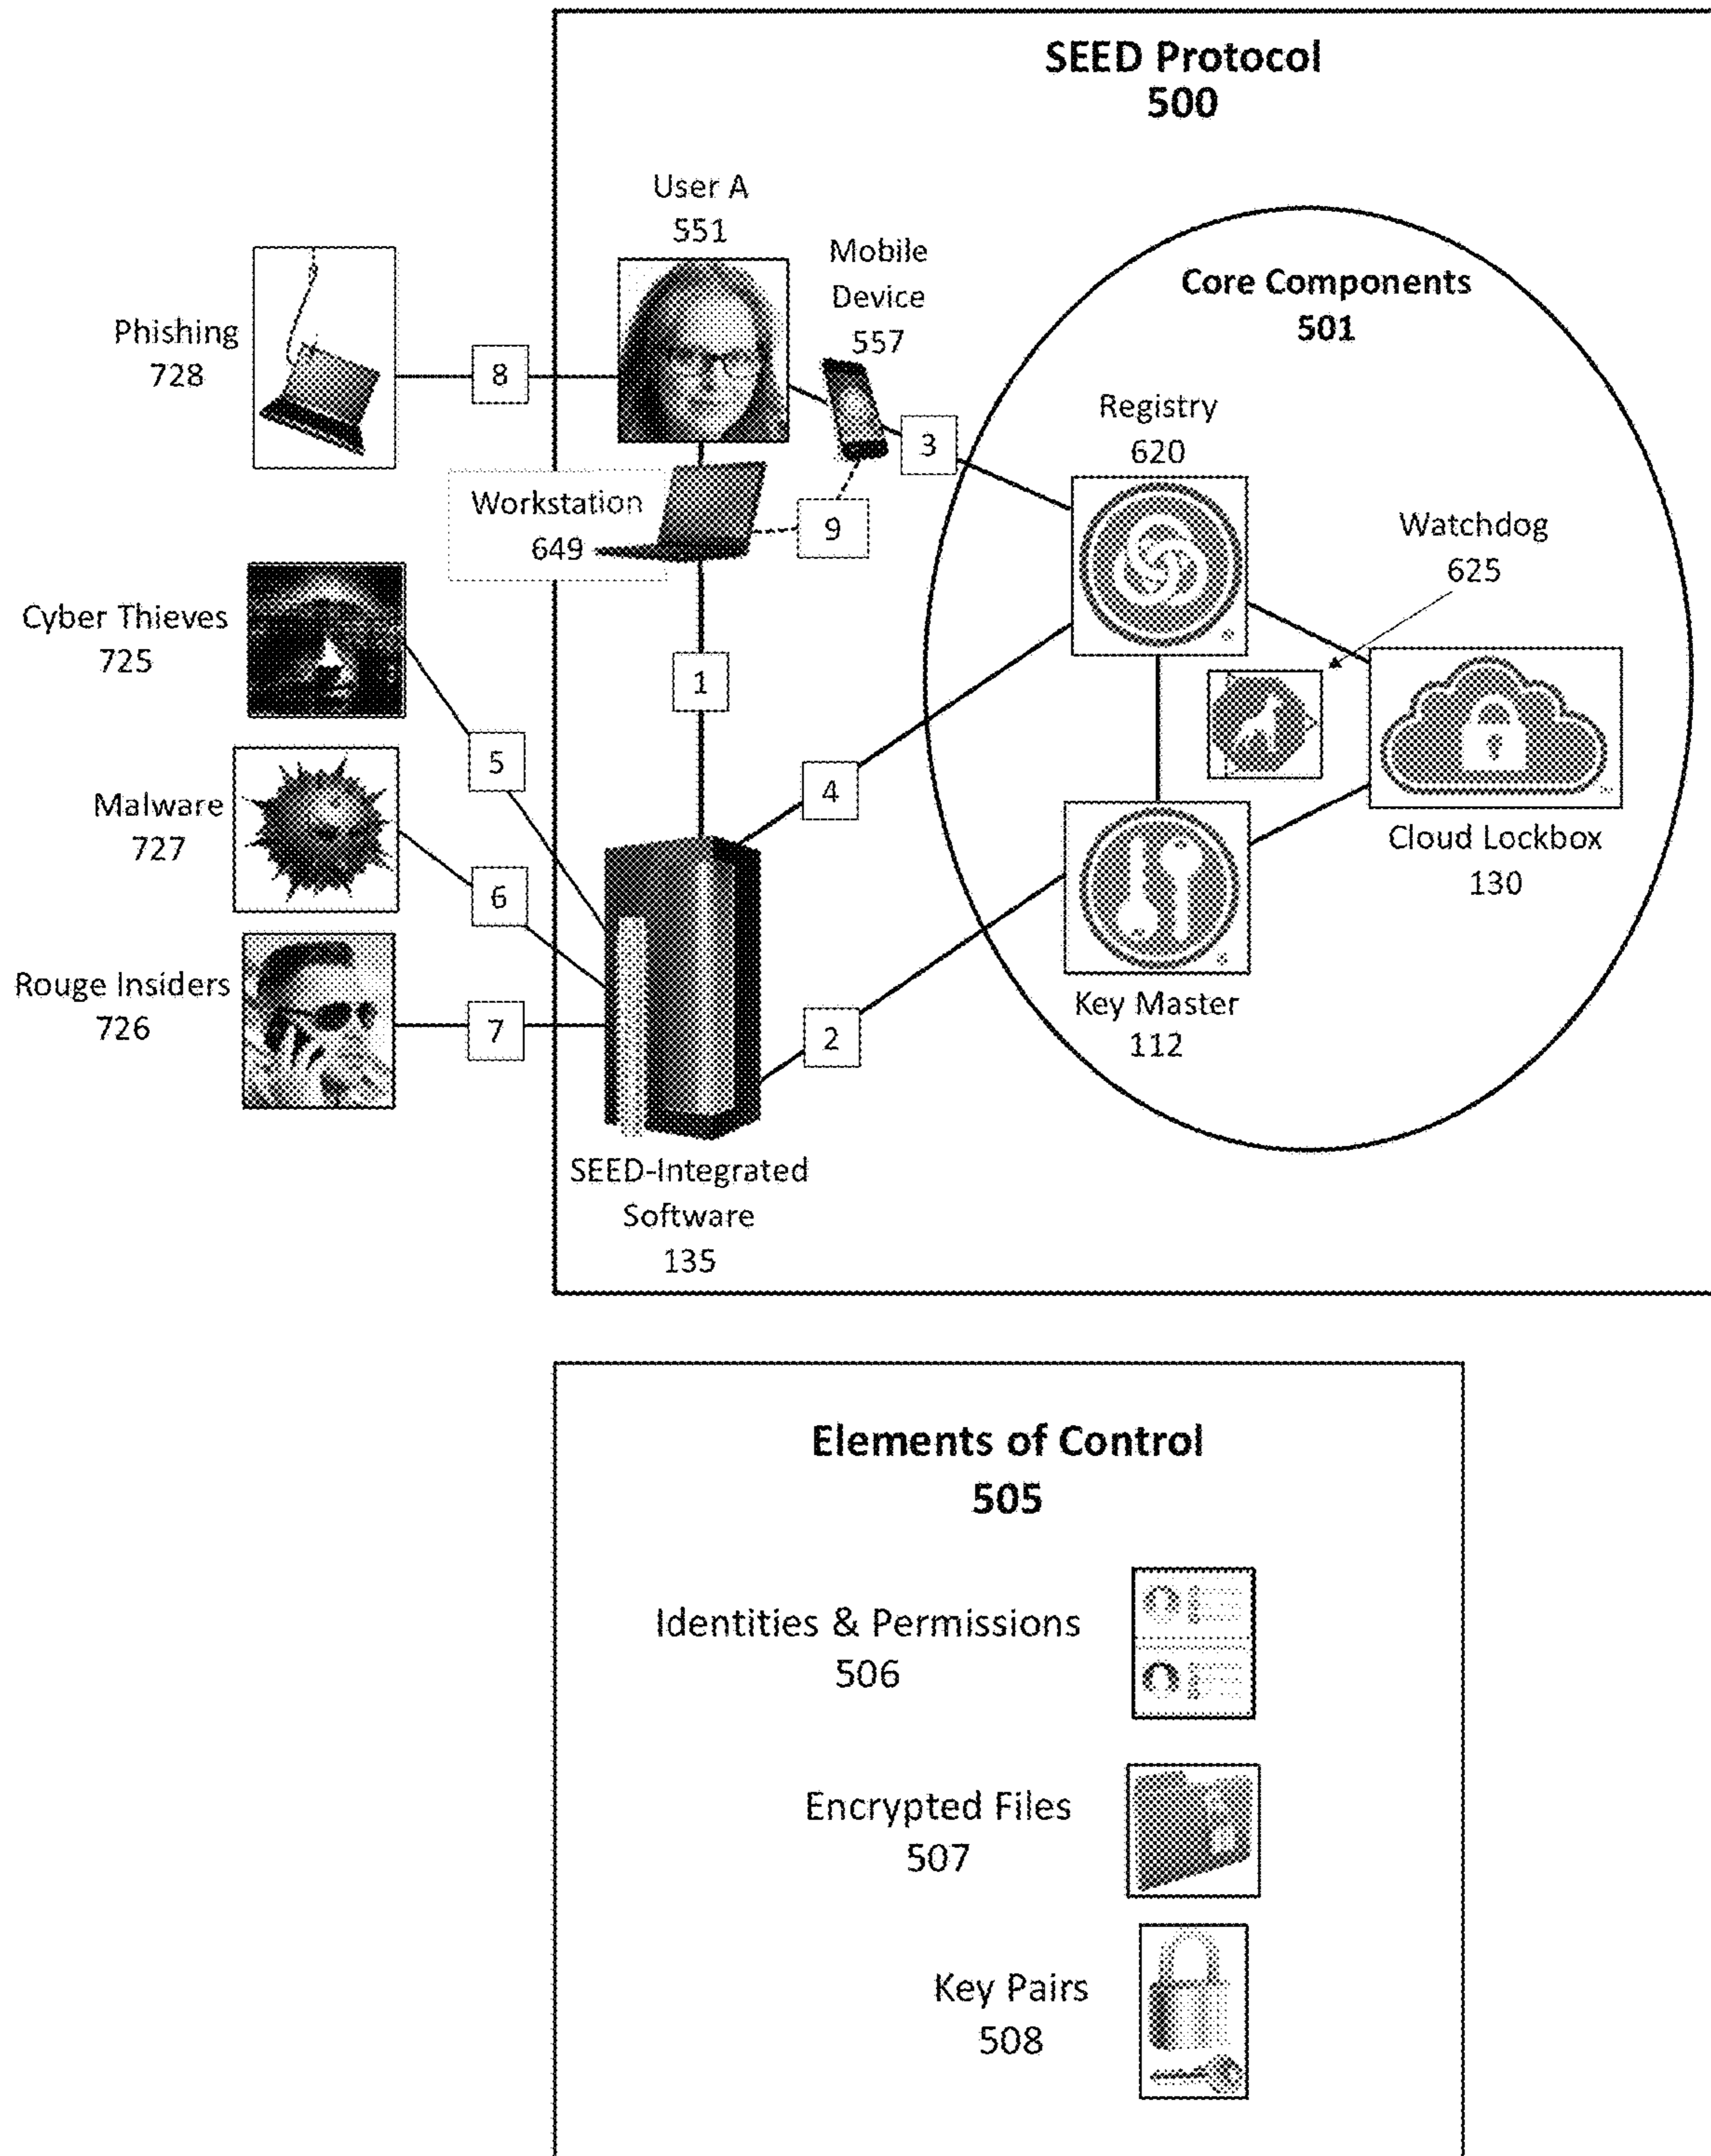 SEED Protocol
500
User A
551
Mobile
Device
557
Core Components
501
Phishing
728
8
3
Registry
620
Workstation
649
9
Watchdog
625
Cyber Thieves
725
1
5
4
Malware
727
Cloud Lockbox
130
6
Rouge Insiders
726
7
2
Key Master
112
SEED-Integrated
Software
135
Elements of Control
505
Identities & Permissions
506
Encrypted Files
507
Key Pairs
508